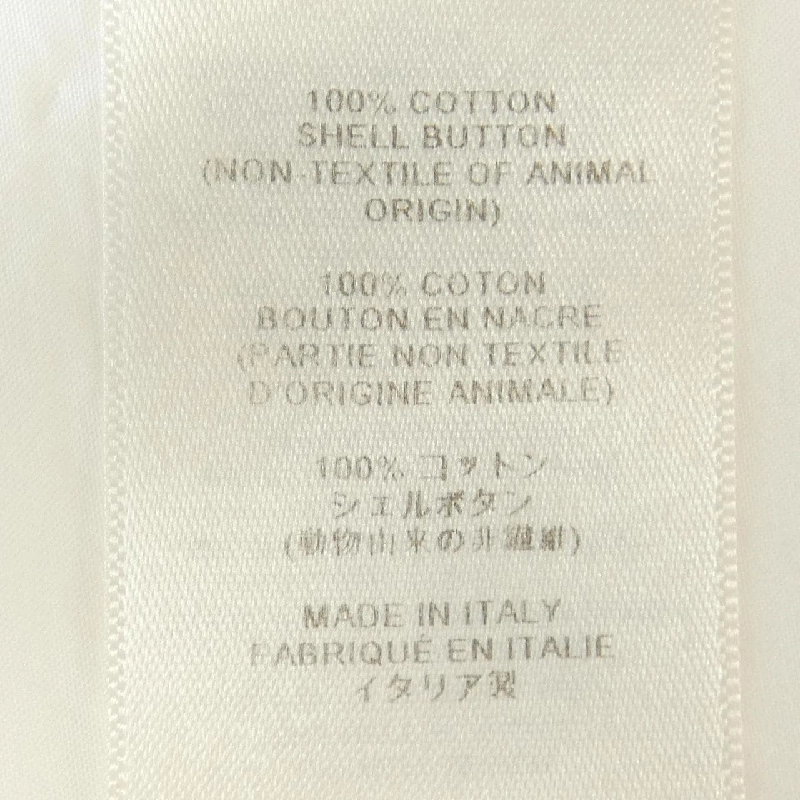 100% COTTON
SHELL BUTTON
(NON-TEXTILE OF ANIMAL
ORIGIN)
100% COTON
BOUTON EN NACRE
(PARTIE NON TEXTILE
D'ORIGINE ANIMALE)
100% コットン
シェルボタン
(動物由来の非繊維)
MADE IN ITALY
FABRIQUÉ EN ITALIE
イタリア製